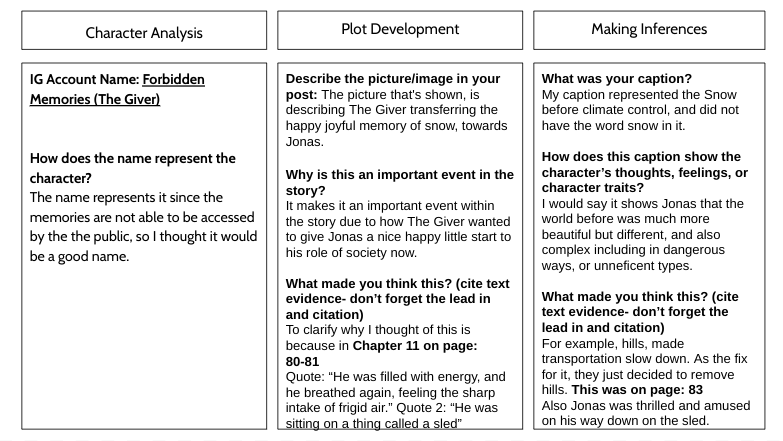 Character Analysis
Plot Development
Making Inferences
IG Account Name: Forbidden
Memories (The Giver)
How does the name represent the
character?
The name represents it since the
memories are not able to be accessed
by the the public, so I thought it would
be a good name.
Describe the picture/image in your
post: The picture that's shown, is
describing The Giver transferring the
happy joyful memory of snow, towards
Jonas.
Why is this an important event in the
story?
It makes it an important event within
the story due to how The Giver wanted
to give Jonas a nice happy little start to
his role of society now.
What made you think this? (cite text
evidence- don't forget the lead in
and citation)
To clarify why I thought of this is
because in Chapter 11 on page:
80-81
Quote: “He was filled with energy, and
he breathed again, feeling the sharp
intake of frigid air.” Quote 2: “He was
sitting on a thing called a sled”
What was your caption?
My caption represented the Snow
before climate control, and did not
have the word snow in it.
How does this caption show the
character’s thoughts, feelings, or
character traits?
I would say it shows Jonas that the
world before was much more
beautiful but different, and also
complex including in dangerous
ways, or unneficent types.
What made you think this? (cite
text evidence- don’t forget the
lead in and citation)
For example, hills, made
transportation slow down. As the fix
for it, they just decided to remove
hills. This was on page: 83
Also Jonas was thrilled and amused
on his way down on the sled.